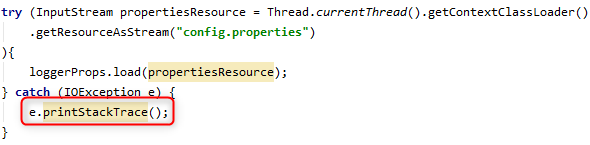 try (InputStream propertiesResource = Thread.currentThread().getContextClassLoader()
.getResourceAsStream("config.properties")
){
loggerProps.load(propertiesResource);
} catch (IOException e) {
e.printStackTrace();
}